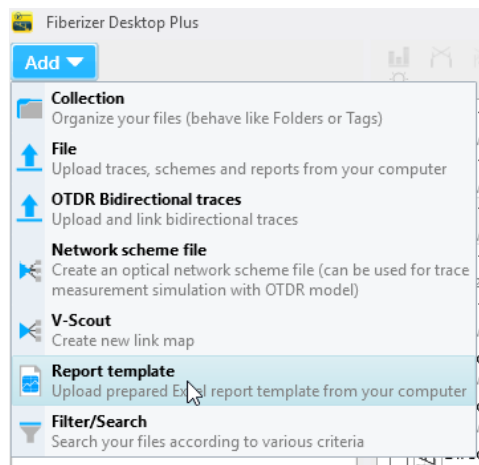 Fiberizer Desktop Plus
Add
Collection
Organize your files (behave like Folders or Tags)
File
Upload traces, schemes and reports from your computer
OTDR Bidirectional traces
Upload and link bidirectional traces
Network scheme file
Create an optical network scheme file (can be used for trace
measurement simulation with OTDR model)
V-Scout
Create new link map
Report template
Upload prepared Excel report template from your computer
Filter/Search
Search your files according to various criteria